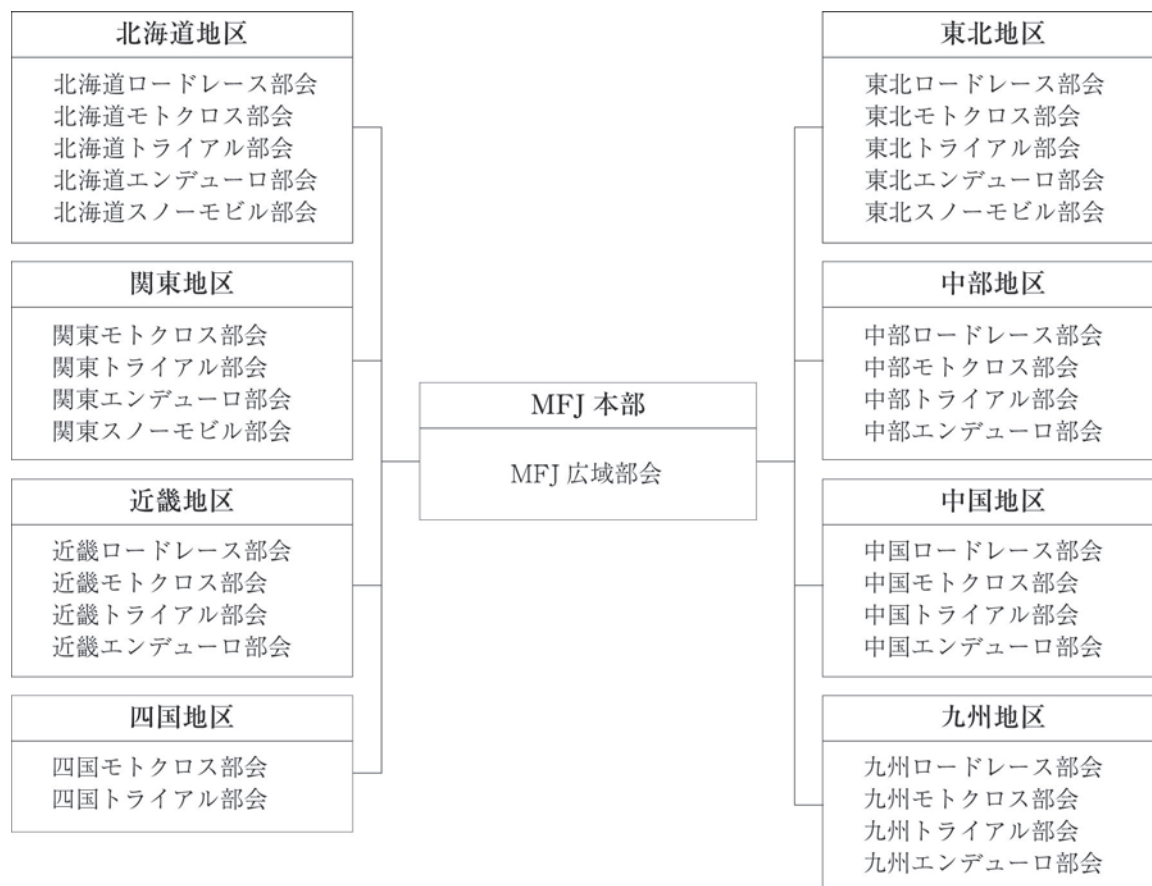 北海道地区
北海道ロードレース部会
北海道モトクロス部会
北海道トライアル部会
北海道エンデューロ部会
北海道スノーモビル部会
関東地区
関東モトクロス部会
関東トライアル部会
関東エンデューロ部会
関東スノーモビル部会
近畿地区
近畿ロードレース部会
近畿モトクロス部会
近畿トライアル部会
近畿エンデューロ部会
四国地区
四国モトクロス部会
四国トライアル部会
MFJ 本部
MFJ 広域部会
東北地区
東北ロードレース部会
東北モトクロス部会
東北トライアル部会
東北エンデューロ部会
東北スノーモビル部会
中部地区
中部ロードレース部会
中部モトクロス部会
中部トライアル部会
中部エンデューロ部会
中国地区
中国ロードレース部会
中国モトクロス部会
中国トライアル部会
中国エンデューロ部会
九州地区
九州ロードレース部会
九州モトクロス部会
九州トライアル部会
九州エンデューロ部会